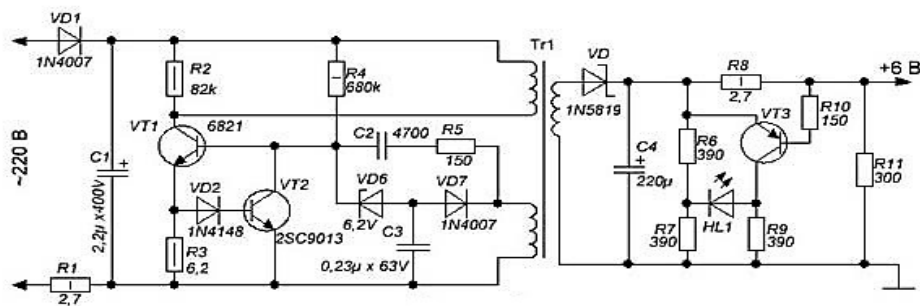 VD1
1N4007
~220 В
R1
2,7
C1
+
2,2µ x400V
R2
82k
VT1
6821
VD2
1N4148
R3
6,2
VT2
2SC9013
R4
680k
C2
4700
R5
150
VD6
6,2V
VD7
1N4007
C3
0,23µ x 63V
Tr1
VD
1N5819
C4
+
220µ
R6
390
R7
390
HL1
R8
2,7
VT3
R9
390
R10
150
R11
300
+6 В